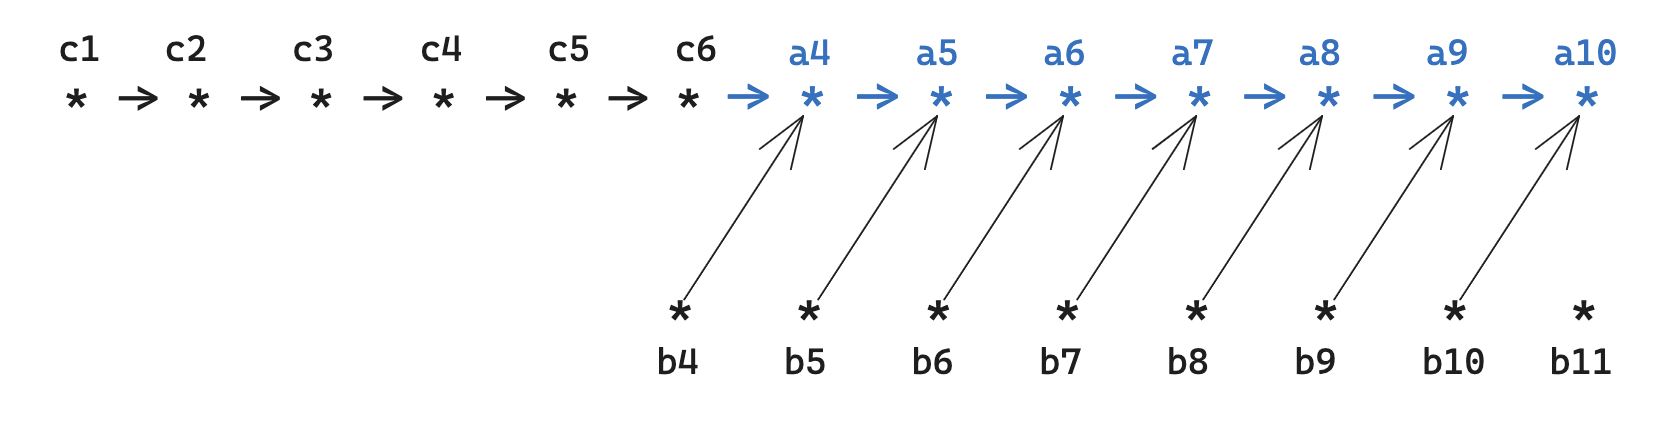 c1 c2 c3 c4 c5 c6 a4 a5 a6 a7 a8 a9 a10
* → * → * → * → * → * → * → * → * → * → * → * → *
* * * * * * * *
b4 b5 b6 b7 b8 b9 b10 b11